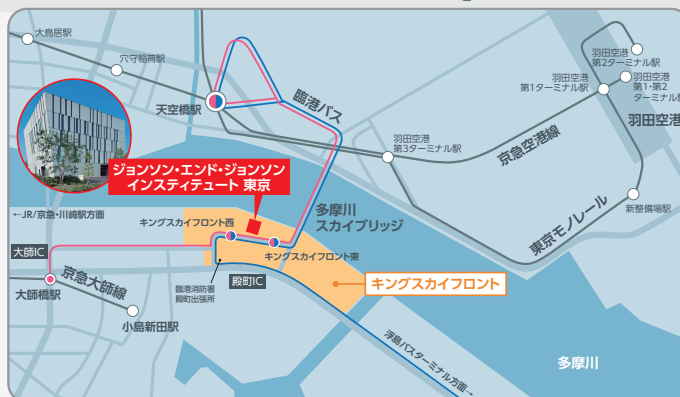 大鳥居駅
穴守稲荷駅
天空橋駅
臨港バス
羽田空港
第2ターミナル駅
羽田空港
第1ターミナル駅
羽田空港
第1・第2
ターミナル駅
羽田空港
羽田空港
第3ターミナル駅
京急空港線
新整備場駅
東京モノレール
ジョンソン・エンド・ジョンソン
インスティテュート 東京
多摩川
スカイブリッジ
←JR/京急・川崎駅方面
キングスカイフロント西
キングスカイフロント東
大師IC
京急大師線
大師橋駅
小島新田駅
臨港消防署
殿町出張所
殿町IC
キングスカイフロント
浮島バスターミナル方面→
多摩川